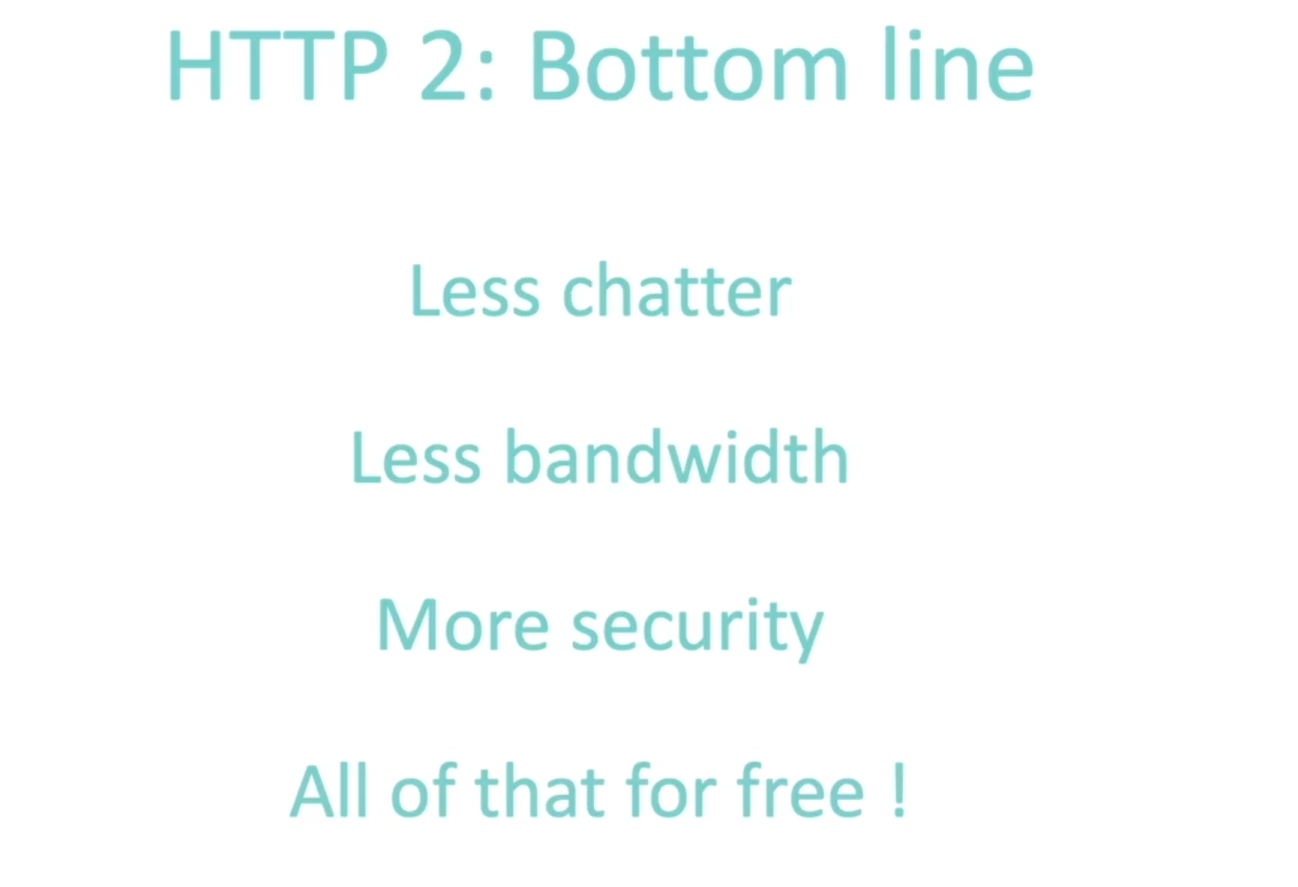 HTTP 2: Bottom line
Less chatter
Less bandwidth
More security
All of that for free !